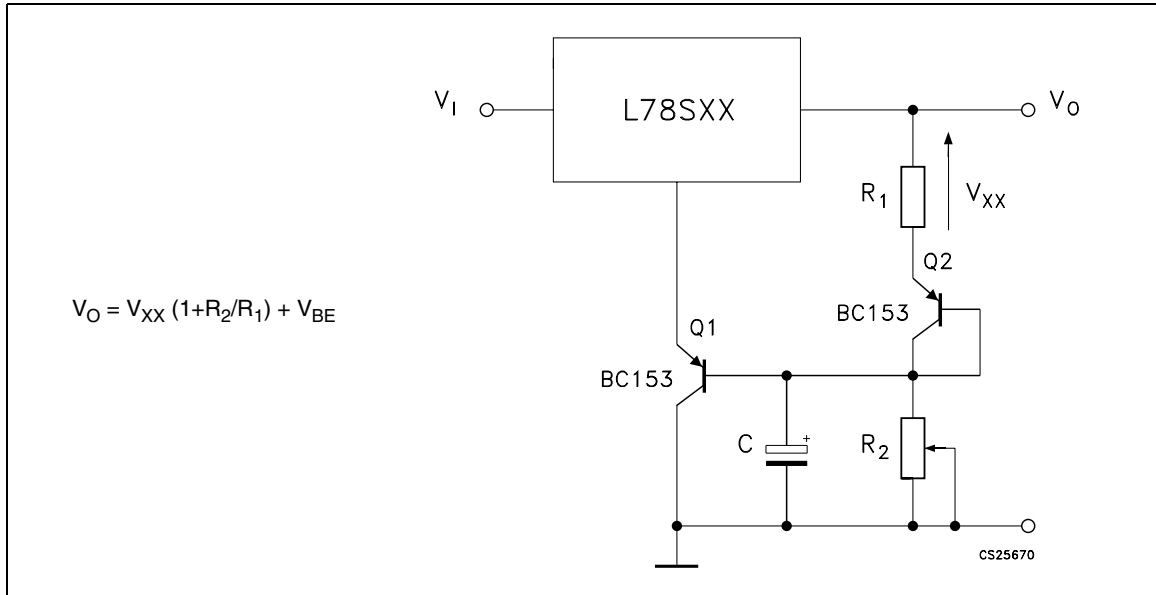 V_I
L78SXX
V_O
R_1
V_XX
Q2
V_O = V_XX (1+R_2/R_1) + V_BE
BC153
Q1
BC153
C
+
R_2
CS25670